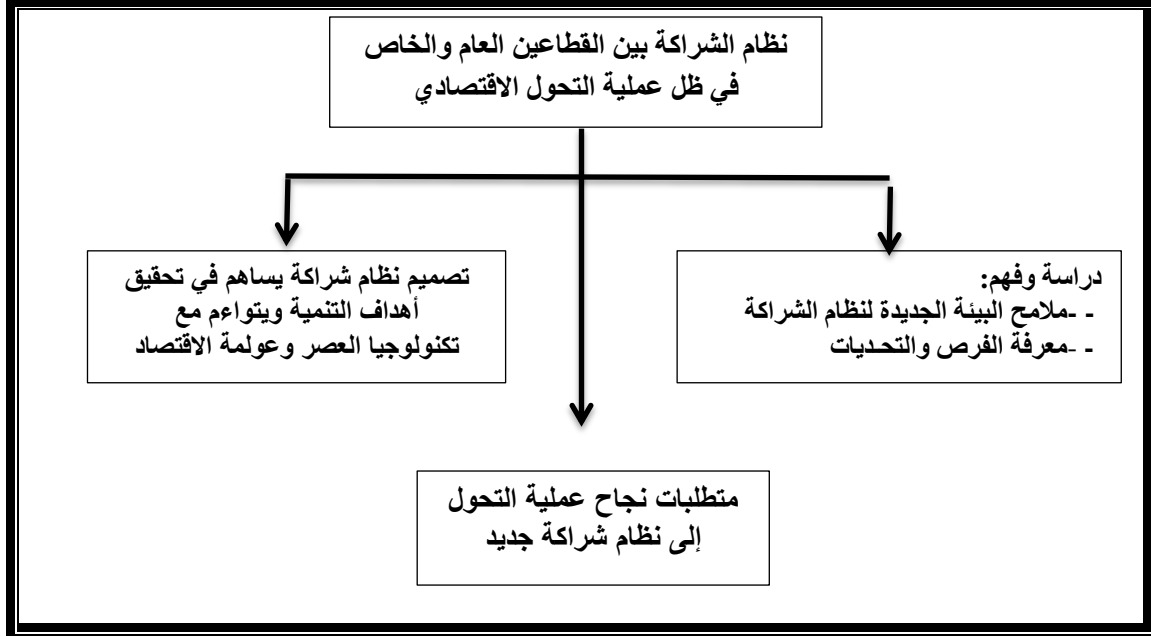 نظام الشراكة بين القطاعين العام والخاص
في ظل عملية التحول الاقتصادي
دراسة وفهم:
- -ملامح البيئة الجديدة لنظام الشراكة
- -معرفة الفرص والتحديات
تصميم نظام شراكة يساهم في تحقيق
أهداف التنمية ويتواءم مع
تكنولوجيا العصر وعولمة الاقتصاد
متطلبات نجاح عملية التحول
إلى نظام شراكة جديد